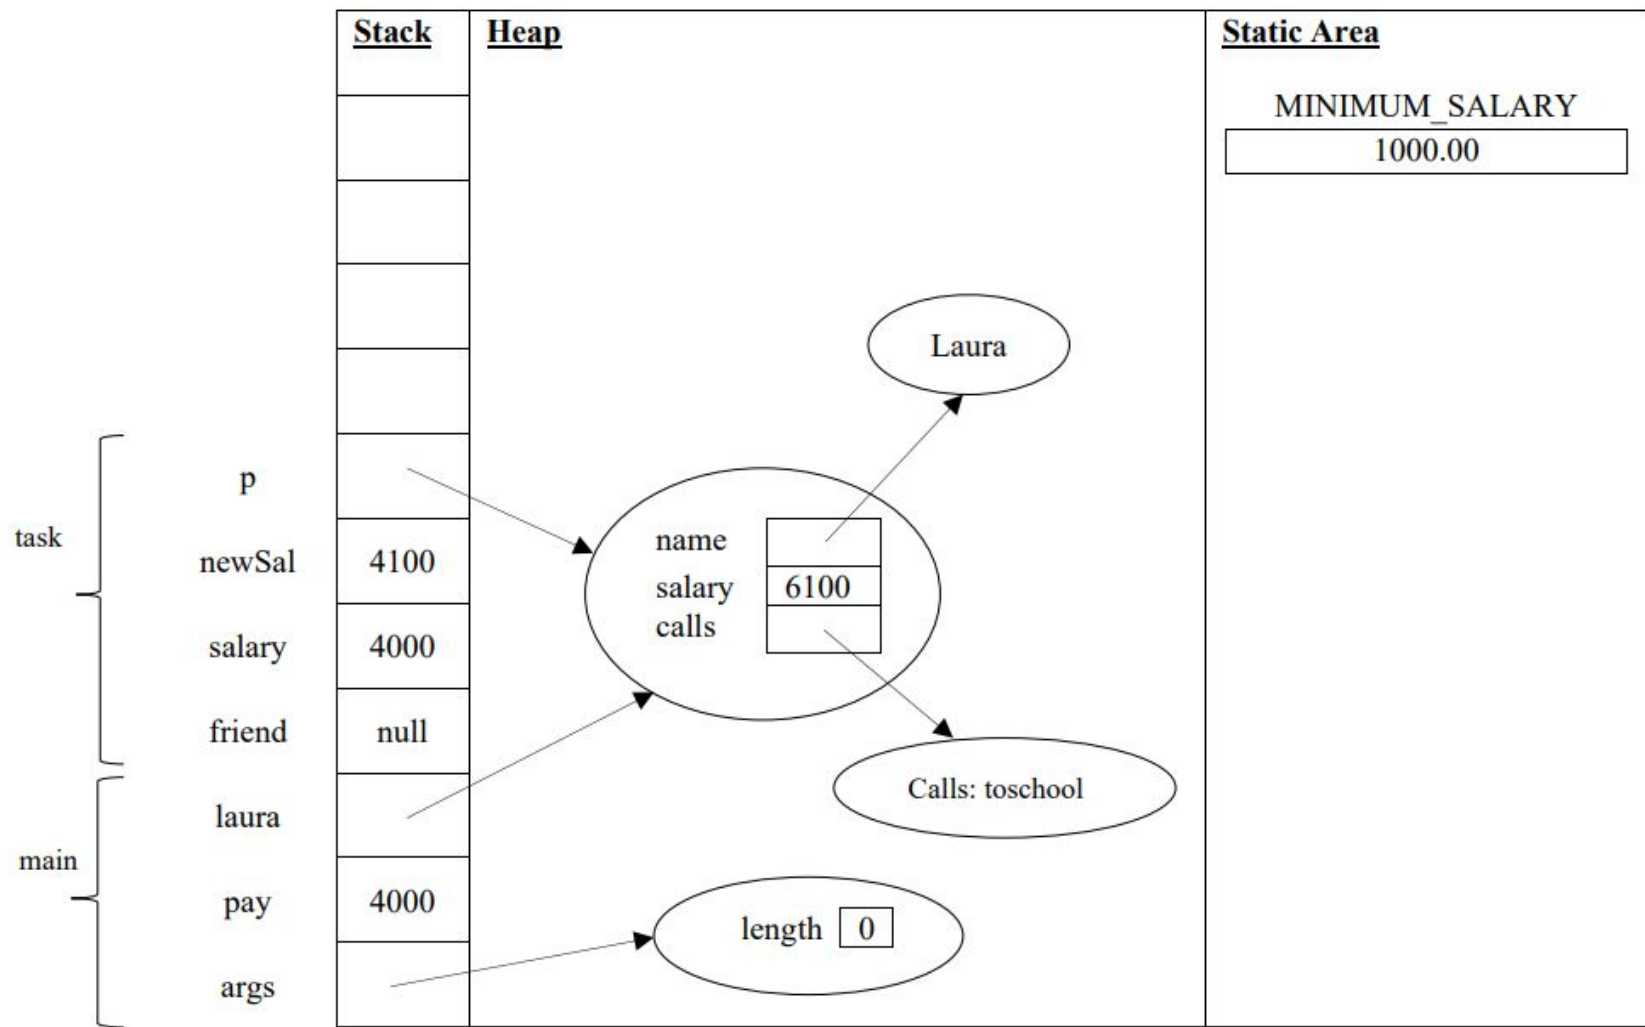 Stack
Heap
Static Area
MINIMUM_SALARY
1000.00
Laura
p
task
newSal
4100
name
salary
6100
calls
salary
4000
friend
null
laura
Calls: toschool
main
pay
4000
length
0
args